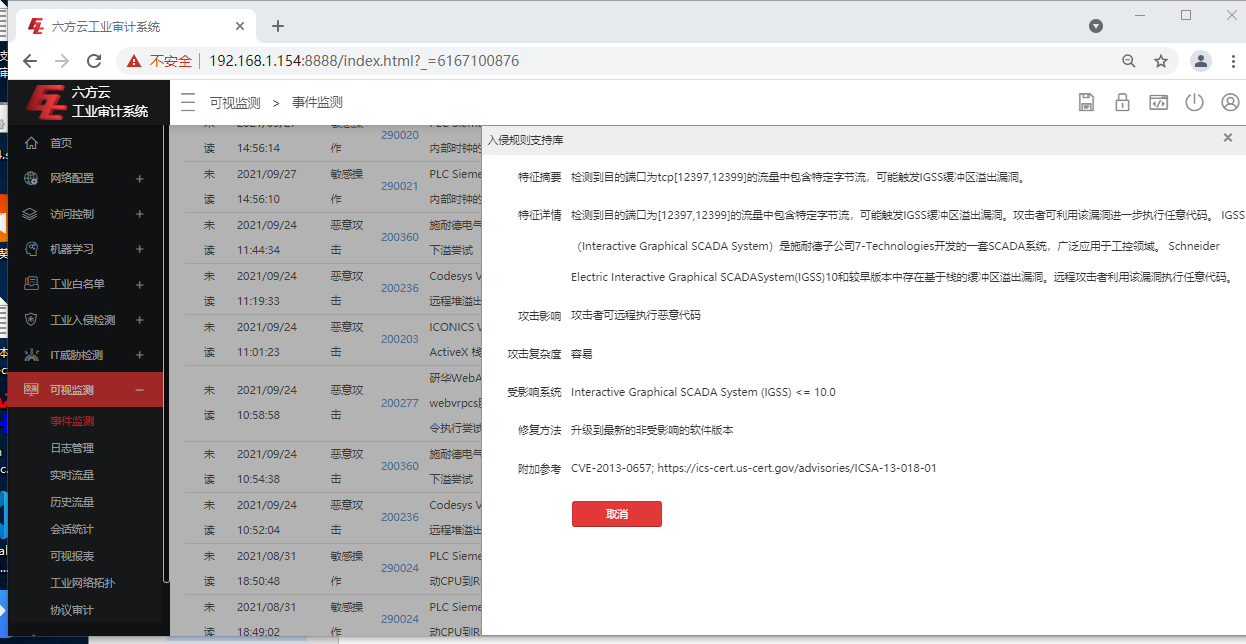 六方云工业审计系统
不安全 192.168.1.154:8888/index.html?_=6167100876
六方云
工业审计系统
可视监测 > 事件监测
首页
网络配置
访问控制
机器学习
工业白名单
工业入侵检测
IT威胁检测
可视监测
事件监测
日志管理
实时流量
历史流量
会话统计
可视报表
工业网络拓扑
协议审计
290020
读 14:56:14 作 内部时钟的
未 2021/09/27 敏感操 PLC Sieme
290021
读 14:56:10 作 内部时钟的
未 2021/09/24 恶意攻 施耐德电气
200360
读 11:44:34 击 下溢尝试
未 2021/09/24 恶意攻 Codesys V
200236
读 11:19:33 击 远程堆溢出
未 2021/09/24 恶意攻 ICONICS
200203
读 11:01:23 击 ActiveX 栈
研华WebA
未 2021/09/24 恶意攻
200277 webvrpcs
读 10:58:58 击
令执行尝试
未 2021/09/24 恶意攻 施耐德电气
200360
读 10:54:38 击 下溢尝试
未 2021/09/24 恶意攻 Codesys V
200236
读 10:52:04 击 远程堆溢出
未 2021/08/31 敏感操 PLC Sieme
290024
读 18:50:48 作 动CPU到R
未 2021/08/31 敏感操 PLC Sieme
290024
读 18:49:02 作 动CPU到R
入侵规则支持库
特征摘要 检测到目的端口为tcp[12397,12399]的流量中包含特定字节流，可能触发IGSS缓冲区溢出漏洞。
特征详情 检测到目的端口为[12397,12399]的流量中包含特定字节流，可能触发IGSS缓冲区溢出漏洞。攻击者可利用该漏洞进一步执行任意代码。 IGSS
（Interactive Graphical SCADA System）是施耐德子公司7-Technologies开发的一套SCADA系统，广泛应用于工控领域。 Schneider
Electric Interactive Graphical SCADASystem(IGSS)10和较早版本中存在基于栈的缓冲区溢出漏洞。远程攻击者利用该漏洞执行任意代码。
攻击影响 攻击者可远程执行恶意代码
攻击复杂度 容易
受影响系统 Interactive Graphical SCADA System (IGSS) <= 10.0
修复方法 升级到最新的非受影响的软件版本
附加参考 CVE-2013-0657; https://ics-cert.us-cert.gov/advisories/ICSA-13-018-01
取消